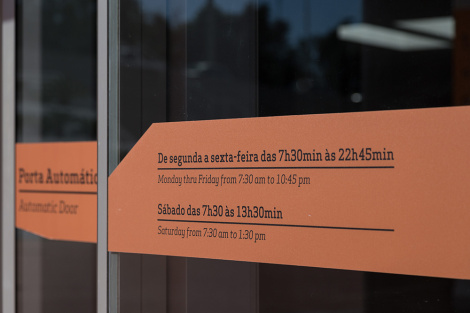 Porta Automátic
Automatic Door
De segunda a sexta-feira das 7h30min às 22h45min
Monday thru Friday from 7:30 am to 10:45 pm
Sábado das 7h30 às 13h30min
Saturday from 7:30 am to 1:30 pm